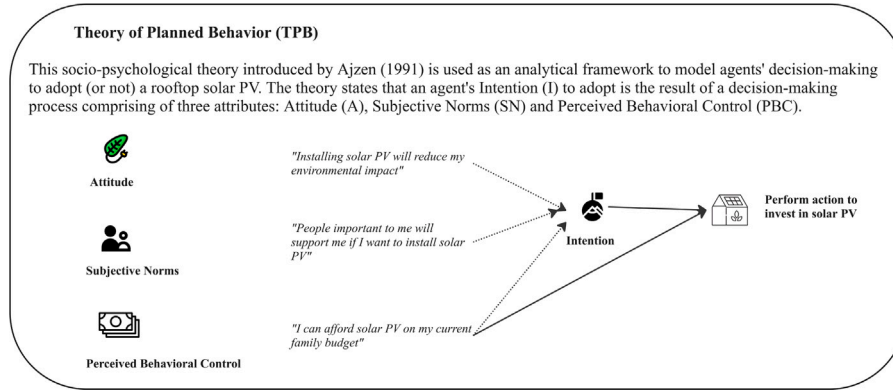 Theory of Planned Behavior (TPB)
This socio-psychological theory introduced by Ajzen (1991) is used as an analytical framework to model agents' decision-making
to adopt (or not) a rooftop solar PV. The theory states that an agent's Intention (I) to adopt is the result of a decision-making
process comprising of three attributes: Attitude (A), Subjective Norms (SN) and Perceived Behavioral Control (PBC).
Attitude
"Installing solar PV will reduce my
environmental impact"
Subjective Norms
"People important to me will
support me if I want to install solar
PV"
Perceived Behavioral Control
"I can afford solar PV on my current
family budget"
Intention
Perform action to
invest in solar PV